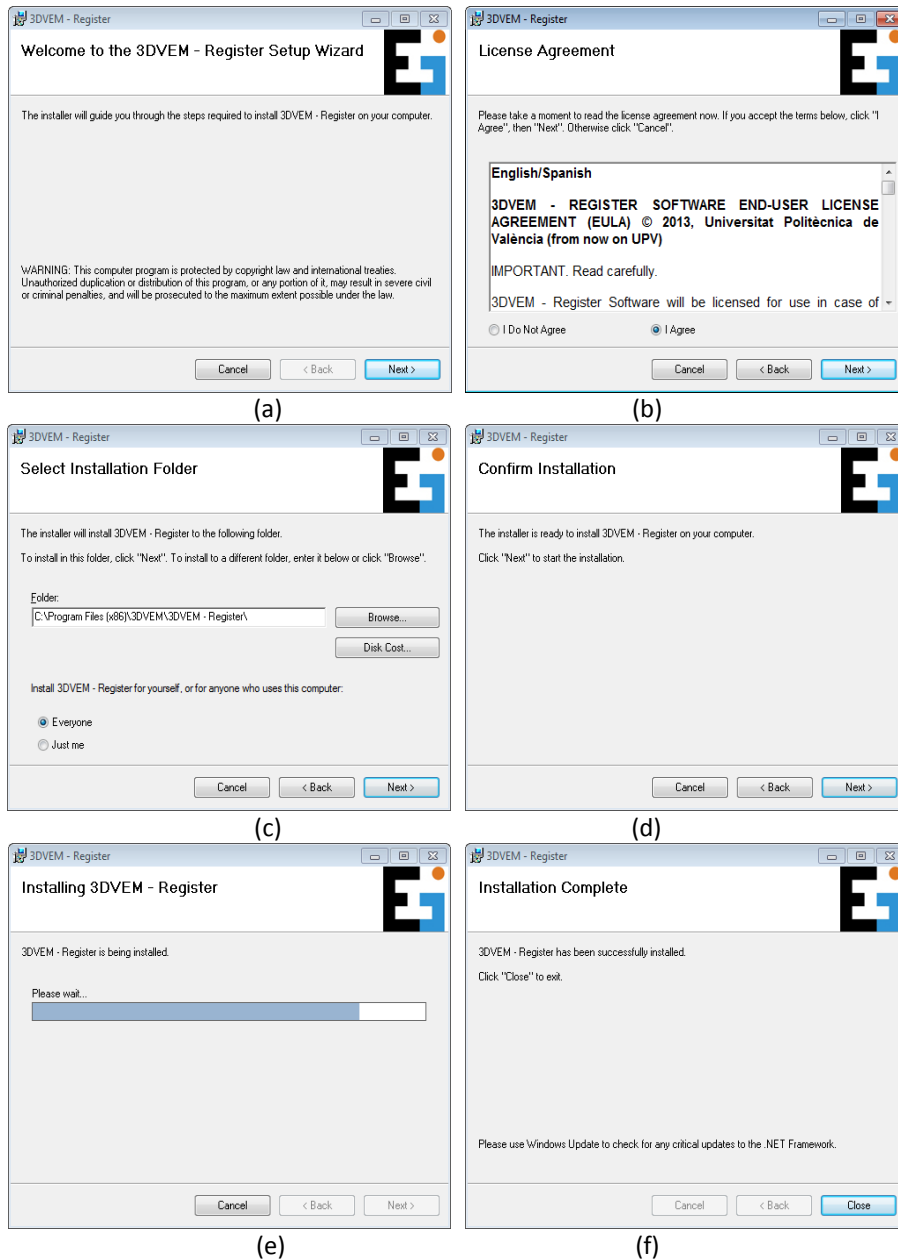 3DVEM - Register
Welcome to the 3DVEM - Register Setup Wizard
The installer will guide you through the steps required to install 3DVEM - Register on your computer.
WARNING: This computer program is protected by copyright law and international treaties.
Unauthorized duplication or distribution of this program, or any portion of it, may result in severe civil
or criminal penalties, and will be prosecuted to the maximum extent possible under the law.
Cancel
< Back
Next >
(a)
3DVEM - Register
License Agreement
Please take a moment to read the license agreement now. If you accept the terms below, click "I
Agree", then "Next". Otherwise click "Cancel".
English/Spanish
3DVEM - REGISTER SOFTWARE END-USER LICENSE
AGREEMENT (EULA) © 2013, Universitat Politècnica de
València (from now on UPV)
IMPORTANT. Read carefully.
3DVEM - Register Software will be licensed for use in case of
I Do Not Agree
I Agree
Cancel
< Back
Next >
(b)
3DVEM - Register
Select Installation Folder
The installer will install 3DVEM - Register to the following folder.
To install in this folder, click "Next". To install to a different folder, enter it below or click "Browse".
Folder:
C:\Program Files (x86)\3DVEM\3DVEM - Register\
Browse...
Disk Cost...
Install 3DVEM - Register for yourself, or for anyone who uses this computer:
Everyone
Just me
Cancel
< Back
Next >
(c)
3DVEM - Register
Confirm Installation
The installer is ready to install 3DVEM - Register on your computer.
Click "Next" to start the installation.
Cancel
< Back
Next >
(d)
3DVEM - Register
Installing 3DVEM - Register
3DVEM - Register is being installed.
Please wait...
Cancel
< Back
Next >
(e)
3DVEM - Register
Installation Complete
3DVEM - Register has been successfully installed.
Click "Close" to exit.
Please use Windows Update to check for any critical updates to the .NET Framework.
Cancel
< Back
Close
(f)